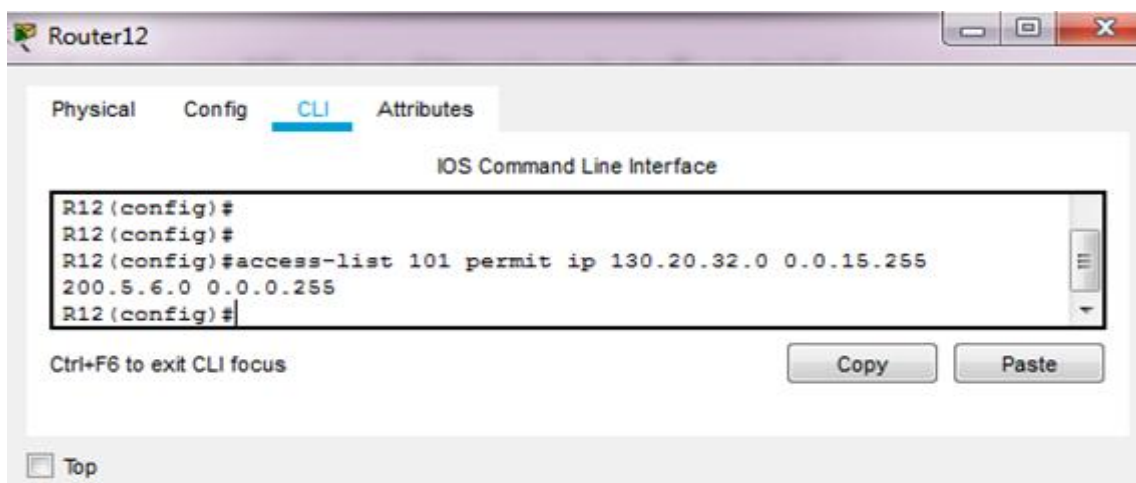 Router12
Physical Config CLI Attributes
IOS Command Line Interface
R12(config)#
R12(config)#
R12(config)#access-list 101 permit ip 130.20.32.0 0.0.15.255
200.5.6.0 0.0.0.255
R12(config)#
Ctrl+F6 to exit CLI focus
Copy Paste
Top